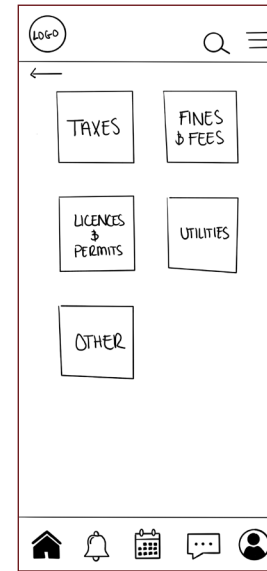 LOGO
TAXES
FINES
& FEES
LICENCES
&
PERMITS
UTILITIES
OTHER